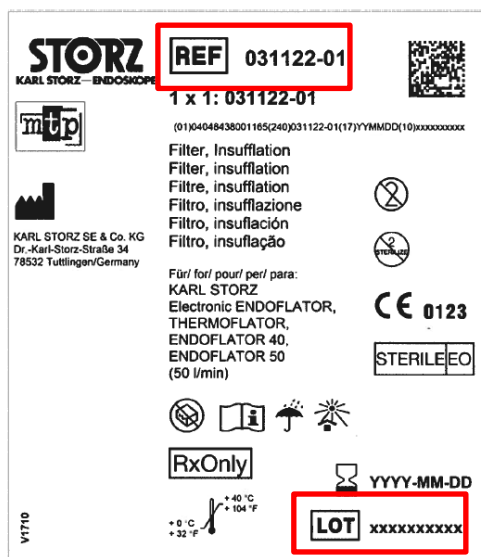 STORZ
KARL STORZ—ENDOSKOPE
REF 031122-01
1 x 1: 031122-01
(01)04048438001165(240)031122-01(17)YYMMDD(10)xxxxxxxxxx
mtp
Filter, Insufflation
Filter, insufflation
Filtre, insufflation
Filtro, insufflazione
Filtro, insuflación
Filtro, insuflação
KARL STORZ SE & Co. KG
Dr.-Karl-Storz-Straße 34
78532 Tuttlingen/Germany
Für/ for/ pour/ per/ para:
KARL STORZ
Electronic ENDOFLATOR,
THERMOFLATOR,
ENDOFLATOR 40,
ENDOFLATOR 50
(50 l/min)
2
2
STERILIZE
CE 0123
STERILE EO
i
RxOnly
YYYY-MM-DD
+ 40 °C
+ 104 °F
+ 0 °C
+ 32 °F
LOT xxxxxxxxxx
V1710